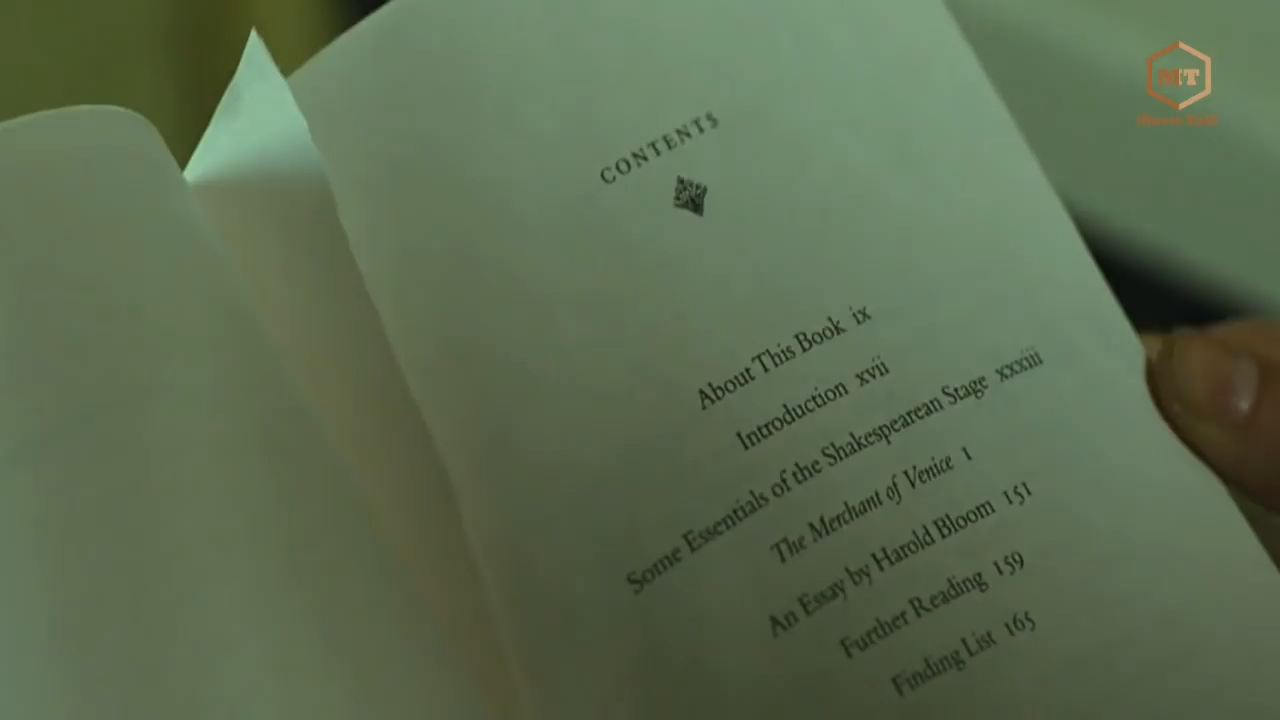 CONTENTS
About This Book ix
Introduction xvii
Some Essentials of the Shakespearean Stage xxxiii
The Merchant of Venice 1
An Essay by Harold Bloom 151
Further Reading 159
Finding List 165
MT